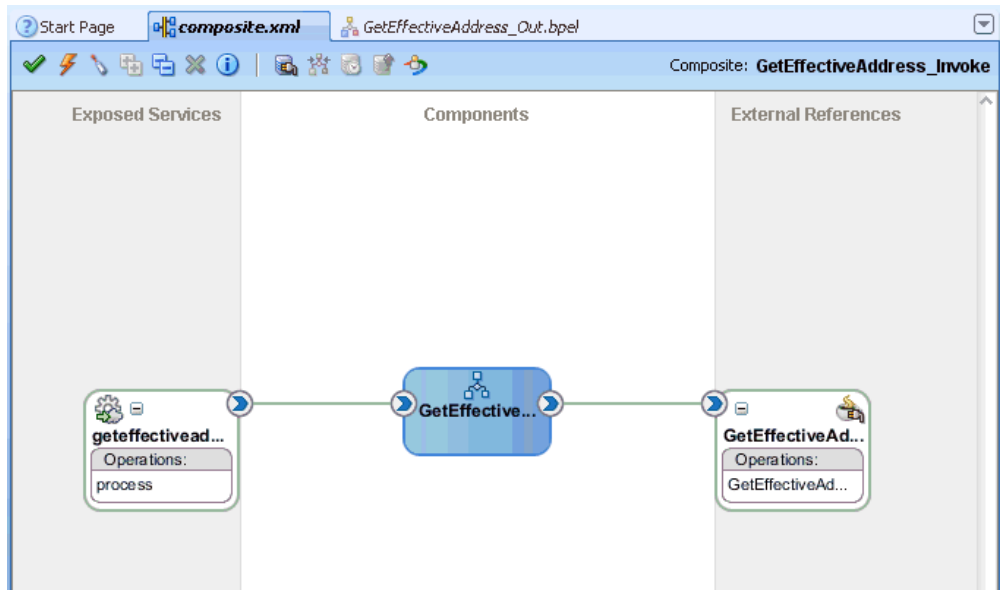 Start Page composite.xml GetEffectiveAddress_Out.bpel
Composite: GetEffectiveAddress_Invoke
Exposed Services Components External References
GetEffective...
geteffectivead... GetEffectiveAd...
Operations: Operations:
process GetEffectiveAd...